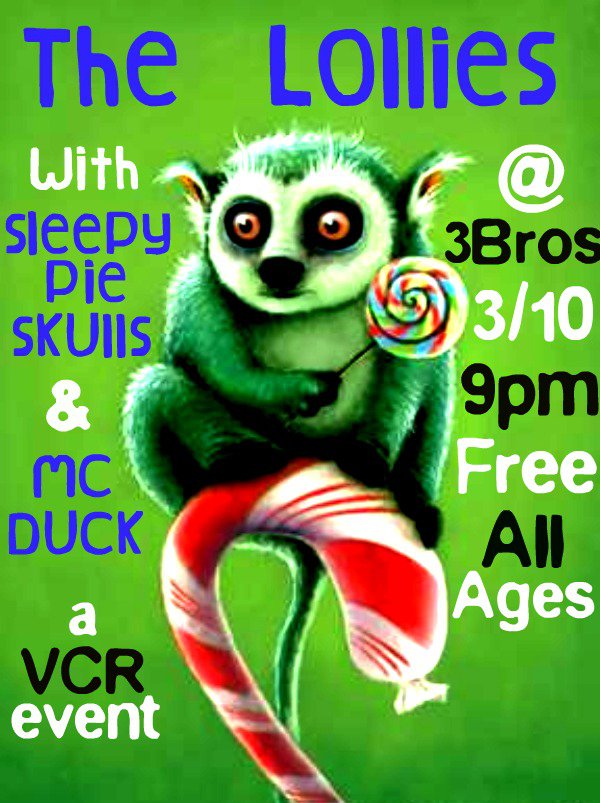 The Lollies
With
sleepy
pie
skulls
&
MC
DUCK
a
VCR
event
@
3Bros
3/10
9pm
Free
All
Ages